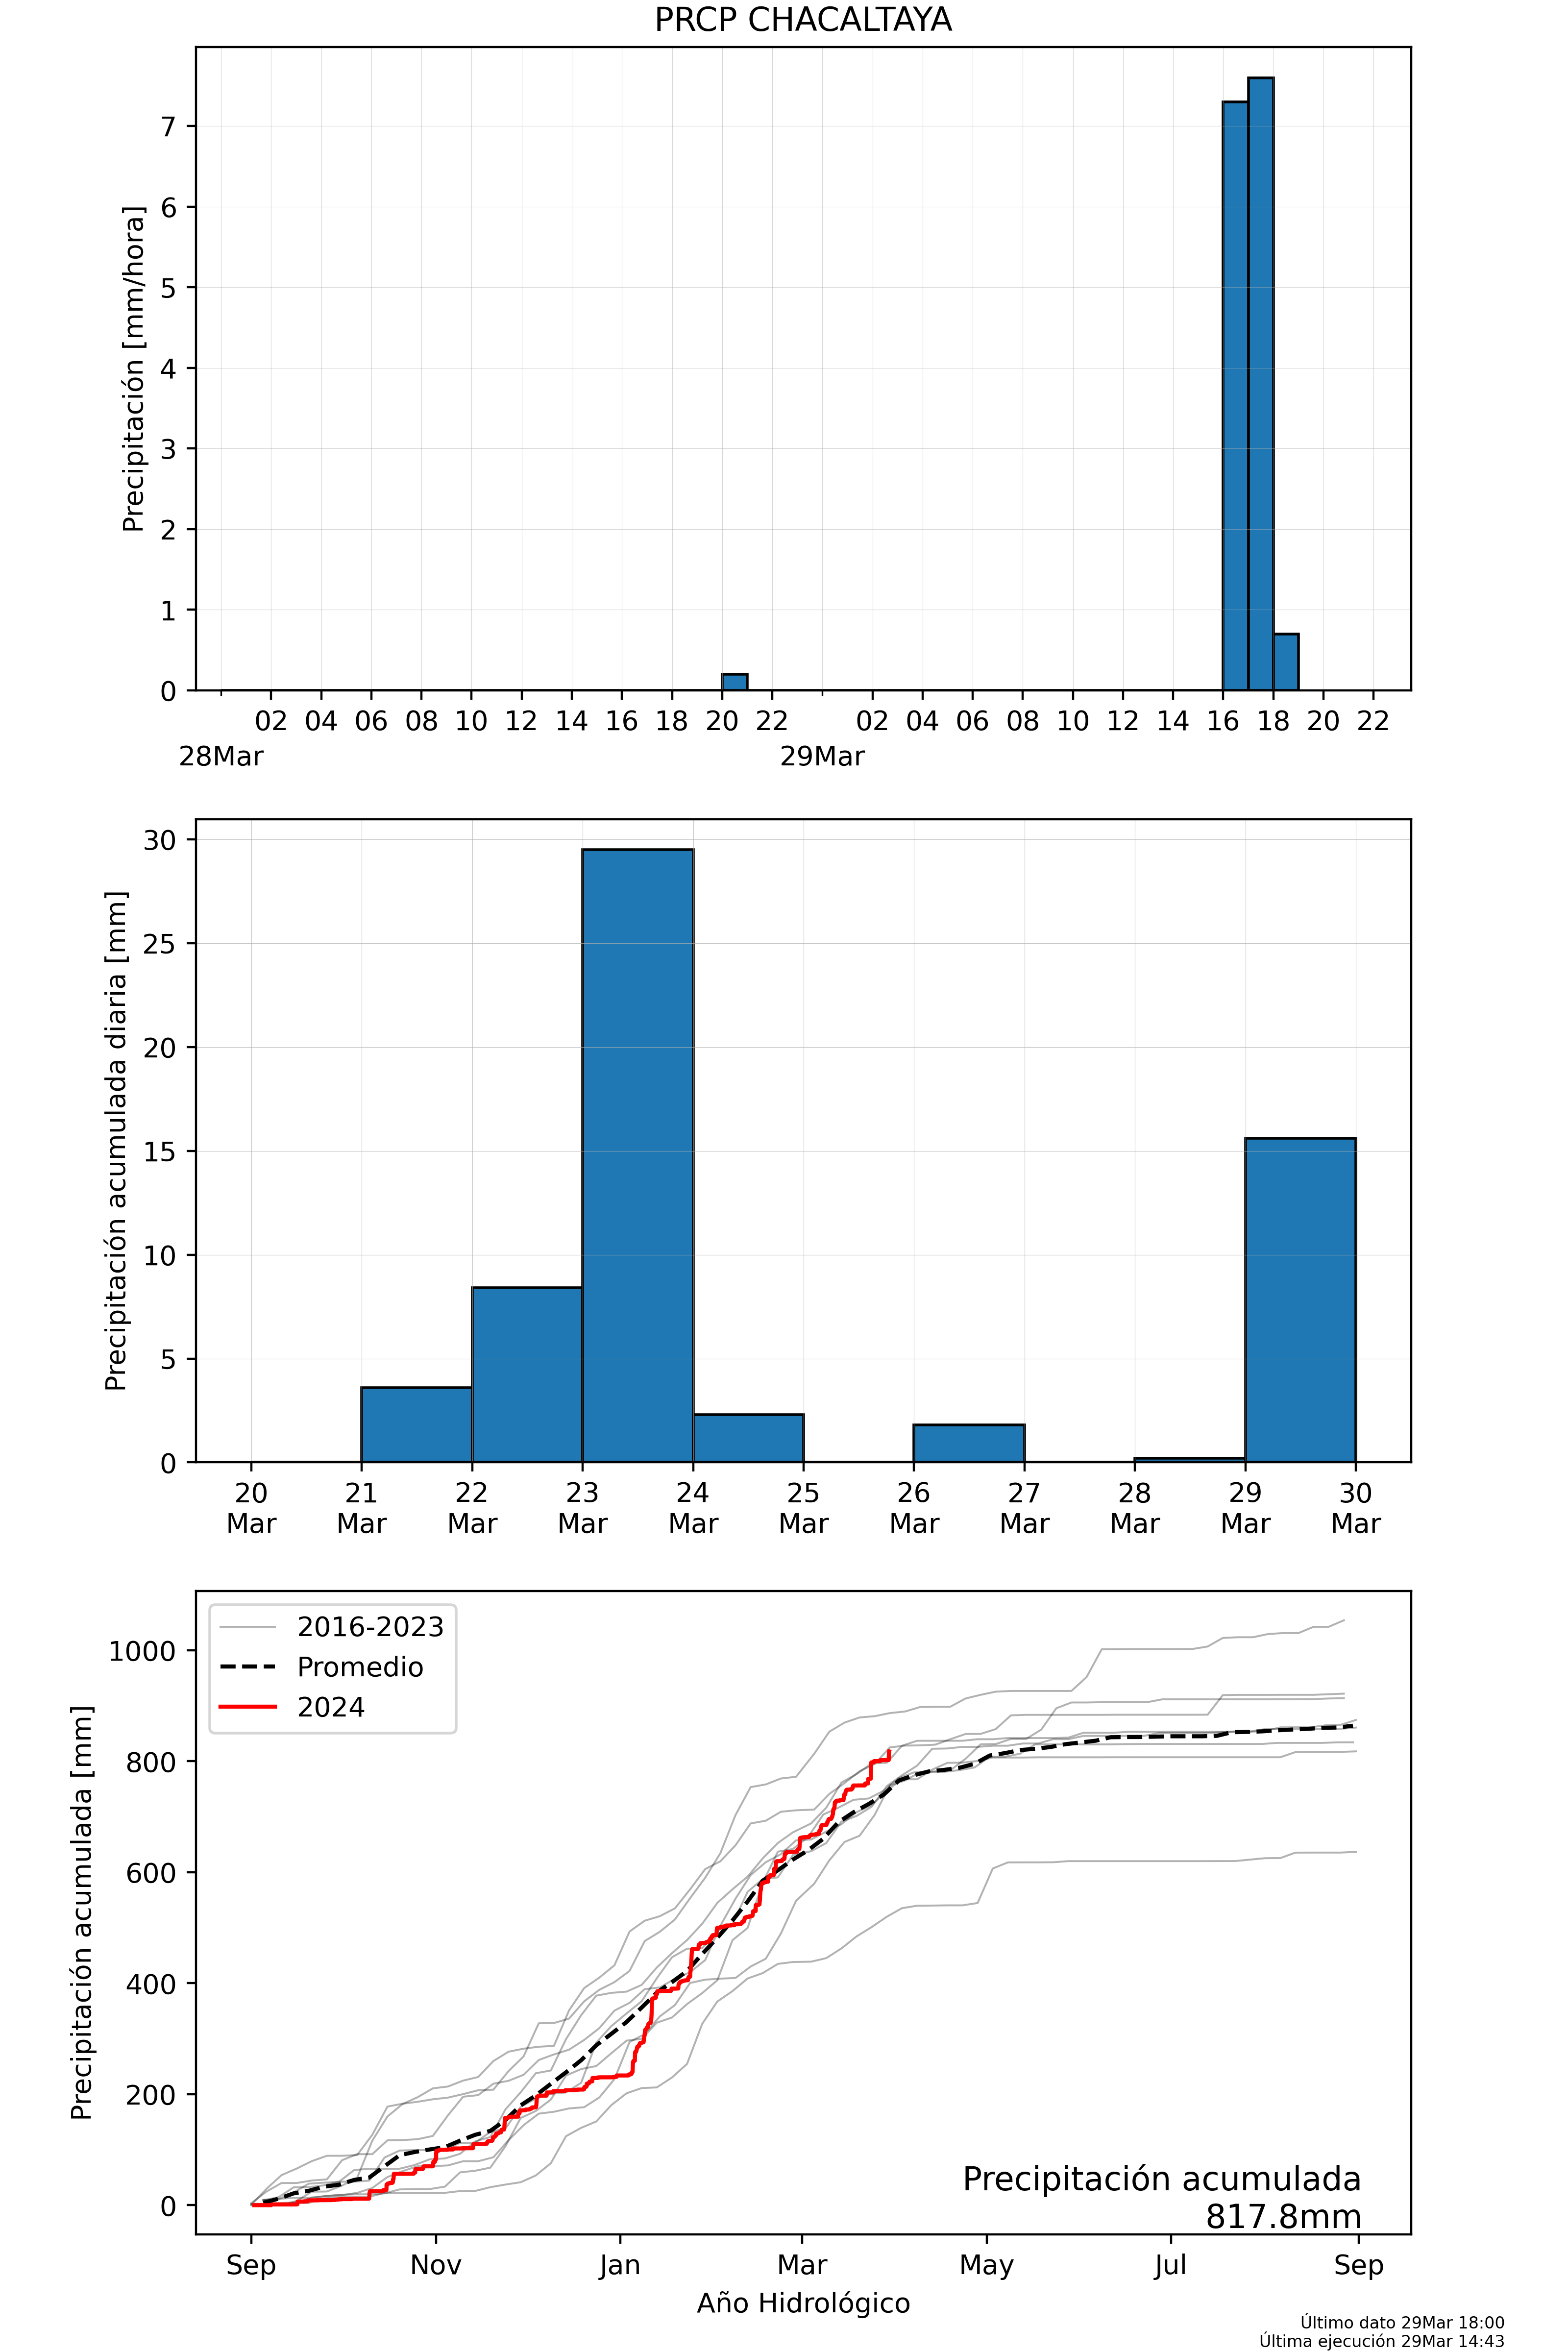 PRCP CHACALTAYA
Precipitación [mm/hora]
7
6
5
4
3
2
1
0
02 04 06 08 10 12 14 16 18 20 22 02 04 06 08 10 12 14 16 18 20 22
28Mar 29Mar
Precipitación acumulada diaria [mm]
30
25
20
15
10
5
0
20 21 22 23 24 25 26 27 28 29 30
Mar Mar Mar Mar Mar Mar Mar Mar Mar Mar Mar
Precipitación acumulada [mm]
1000
800
600
400
200
0
2016-2023
Promedio
2024
Precipitación acumulada
817.8mm
Sep Nov Jan Mar May Jul Sep
Año Hidrológico
Último dato 29Mar 18:00
Última ejecución 29Mar 14:43